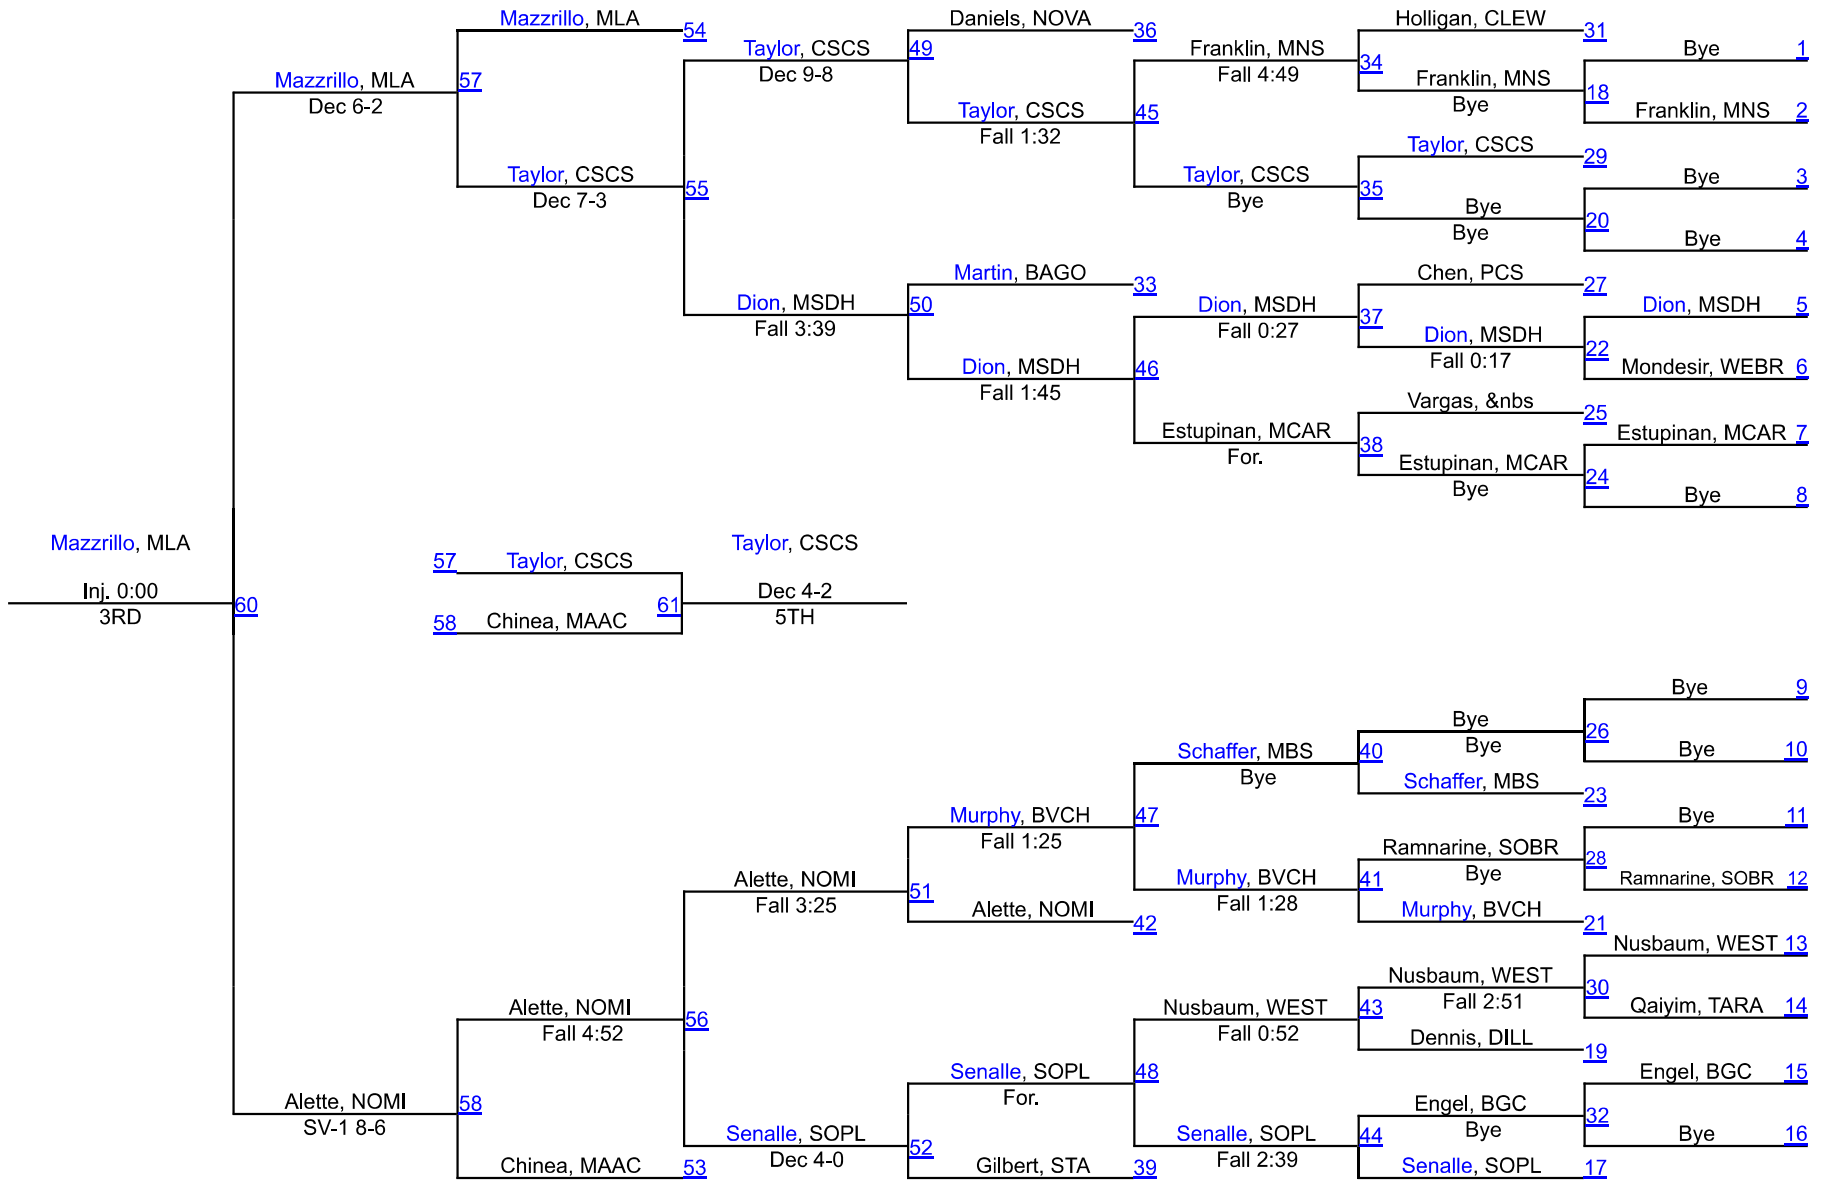 Mazzrillo, MLA
54
Daniels, NOVA
36
Holligan, CLEW
31
Taylor, CSCS
49
Dec 9-8
Franklin, MNS
34
Fall 4:49
Bye 1
Mazzrillo, MLA
57
Dec 6-2
Franklin, MNS
18
Bye
Taylor, CSCS
45
Fall 1:32
Franklin, MNS 2
Taylor, CSCS
29
Taylor, CSCS
55
Dec 7-3
Taylor, CSCS
35
Bye
Bye 3
Bye
20
Bye
Bye 4
Martin, BAGO
33
Chen, PCS
27
Dion, MSDH
50
Fall 3:39
Dion, MSDH
37
Fall 0:27
Dion, MSDH 5
Dion, MSDH
22
Fall 0:17
Dion, MSDH
46
Fall 1:45
Mondesir, WEBR 6
Vargas, &nbs
25
Estupinan, MCAR
38
For.
Estupinan, MCAR 7
Estupinan, MCAR
24
Bye
Bye 8
Mazzrillo, MLA
Inj. 0:00
3RD
60
57 Taylor, CSCS
58 Chinea, MAAC
61
Taylor, CSCS
Dec 4-2
5TH
Bye 9
Bye
26
Bye
Schaffer, MBS
40
Bye
Bye 10
Schaffer, MBS
23
Murphy, BVCH
47
Fall 1:25
Bye 11
Ramnarine, SOBR
28
Bye
Alette, NOMI
51
Fall 3:25
Murphy, BVCH
41
Fall 1:28
Ramnarine, SOBR 12
Alette, NOMI
42
Murphy, BVCH
21
Nusbaum, WEST 13
Nusbaum, WEST
30
Fall 2:51
Alette, NOMI
56
Fall 4:52
Nusbaum, WEST
43
Fall 0:52
Qaiyim, TARA 14
Dennis, DILL
19
Senalle, SOPL
48
For.
Engel, BGC 15
Alette, NOMI
58
SV-1 8-6
Engel, BGC
32
Bye
Senalle, SOPL
52
Dec 4-0
Senalle, SOPL
44
Fall 2:39
Bye 16
Chinea, MAAC
53
Gilbert, STA
39
Senalle, SOPL
17